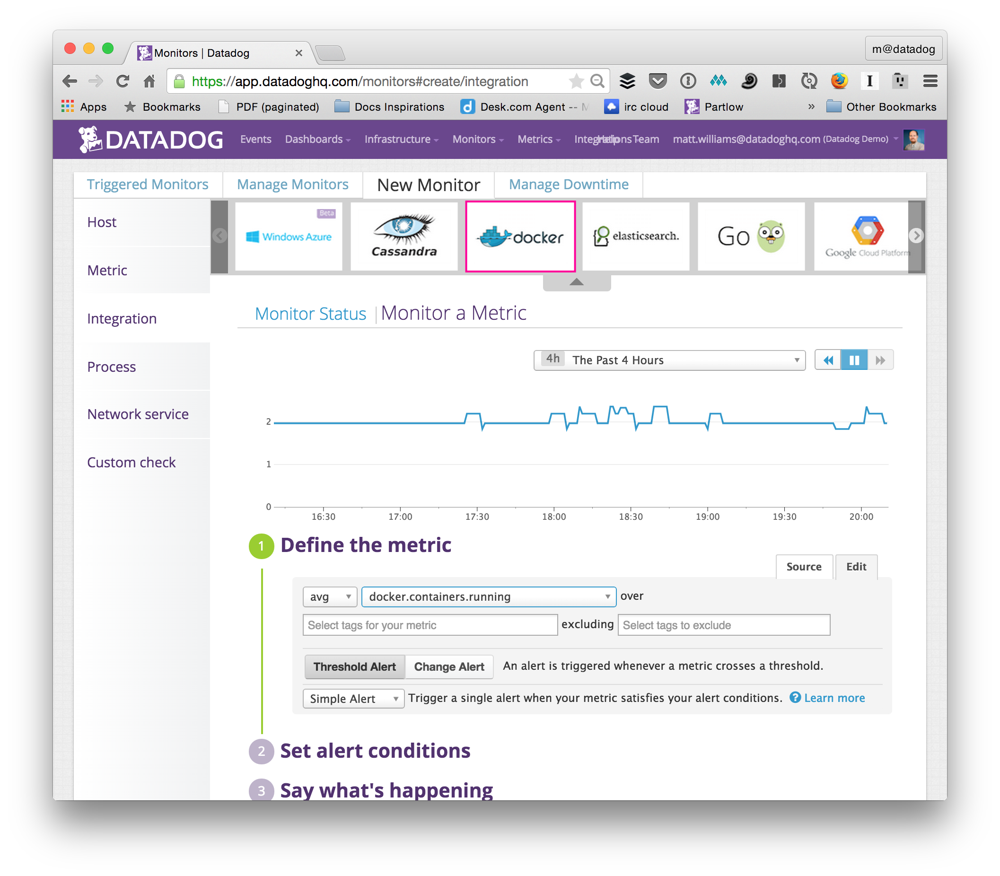 Monitors | Datadog
m@datadog
https://app.datadoghq.com/monitors#create/integration
Apps Bookmarks PDF (paginated) Docs Inspirations Desk.com Agent -- M irc cloud Partlow » Other Bookmarks
DATADOG Events Dashboards Infrastructure Monitors Metrics Integrations Help Team matt.williams@datadoghq.com (Datadog Demo)
Triggered Monitors Manage Monitors New Monitor Manage Downtime
Host
Metric
Integration
Process
Network service
Custom check
Beta
Windows Azure
Cassandra
docker
elasticsearch.
Go
Google Cloud Platform
Monitor Status | Monitor a Metric
4h The Past 4 Hours
2
1
0
16:30 17:00 17:30 18:00 18:30 19:00 19:30 20:00
1 Define the metric
Source Edit
avg docker.containers.running over
Select tags for your metric excluding Select tags to exclude
Threshold Alert Change Alert An alert is triggered whenever a metric crosses a threshold.
Simple Alert Trigger a single alert when your metric satisfies your alert conditions. ? Learn more
2 Set alert conditions
3 Say what's happening